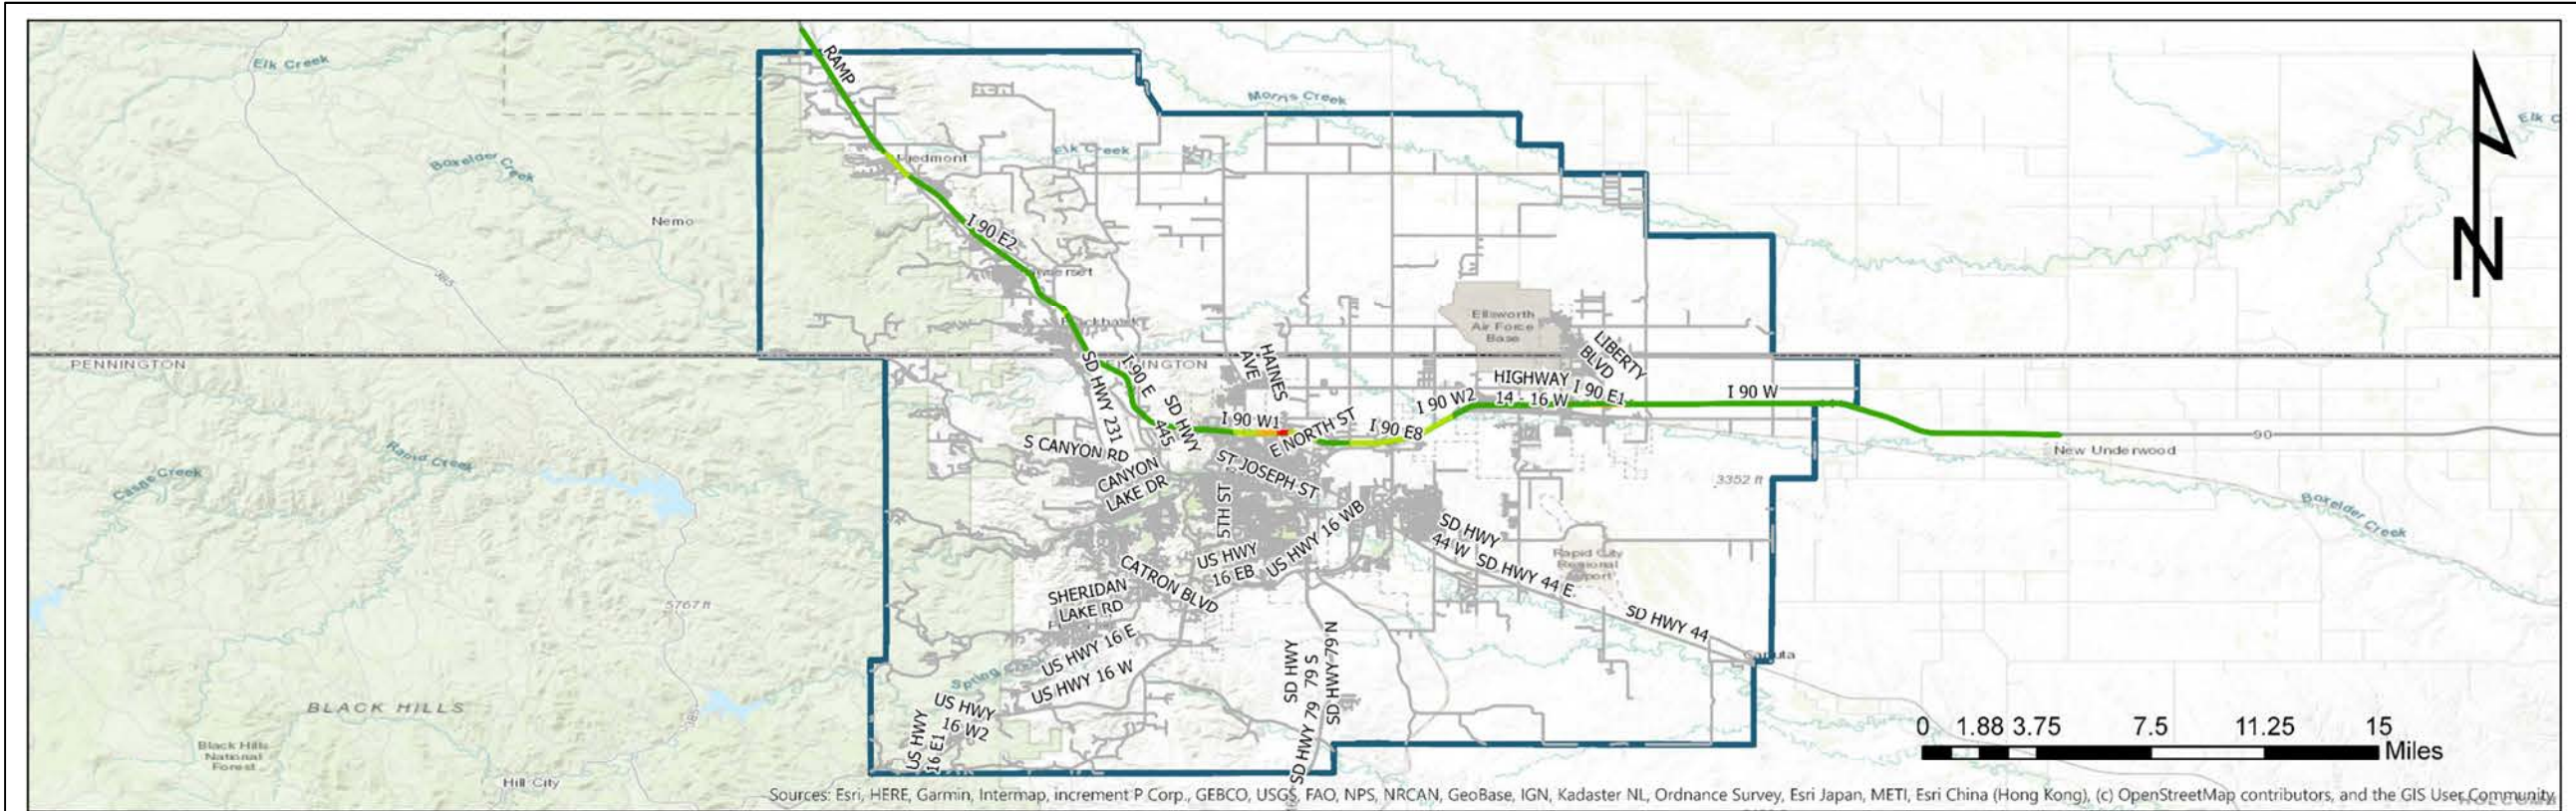 RAMP
Elk Creek
Morris Creek
Elk C
Boxelder Creek
Piedmont
Elk Creek
Nemo
I 90 E2
385
Ellsworth
Air Force
Base
LIBERTY
BLVD
PENNINGTON
HAINES
AVE
I 90 E
SD HWY 231
SD HWY
445
HIGHWAY
14 - 16 W
I 90 E1
I 90 W
I 90 W2
I 90 W1
E NORTH ST
I 90 E8
90
New Underwood
S CANYON RD
Rapid Creek
Castle Creek
CANYON
LAKE DR
ST JOSEPH ST
5TH ST
3352 ft
Boxelder Creek
US HWY 16 WB
SD HWY
44 W
US HWY
16 EB
Rapid City
Regional
Airport
SD HWY 44 E
CATRON BLVD
SHERIDAN
LAKE RD
5767 ft
SD HWY 44
US HWY 16 E
US HWY 16 W
Spring Creek
SD HWY
79 S
SD HWY 79 N
SD HWY 79
Caputa
BLACK HILLS
385
US HWY
16 W2
US HWY
16 E1
Black Hills
National
Forest
Hill City
N
0 1.88 3.75 7.5 11.25 15
Miles
Sources: Esri, HERE, Garmin, Intermap, increment P Corp., GEBCO, USGS, FAO, NPS, NRCAN, GeoBase, IGN, Kadaster NL, Ordnance Survey, Esri Japan, METI, Esri China (Hong Kong), (c) OpenStreetMap contributors, and the GIS User Community